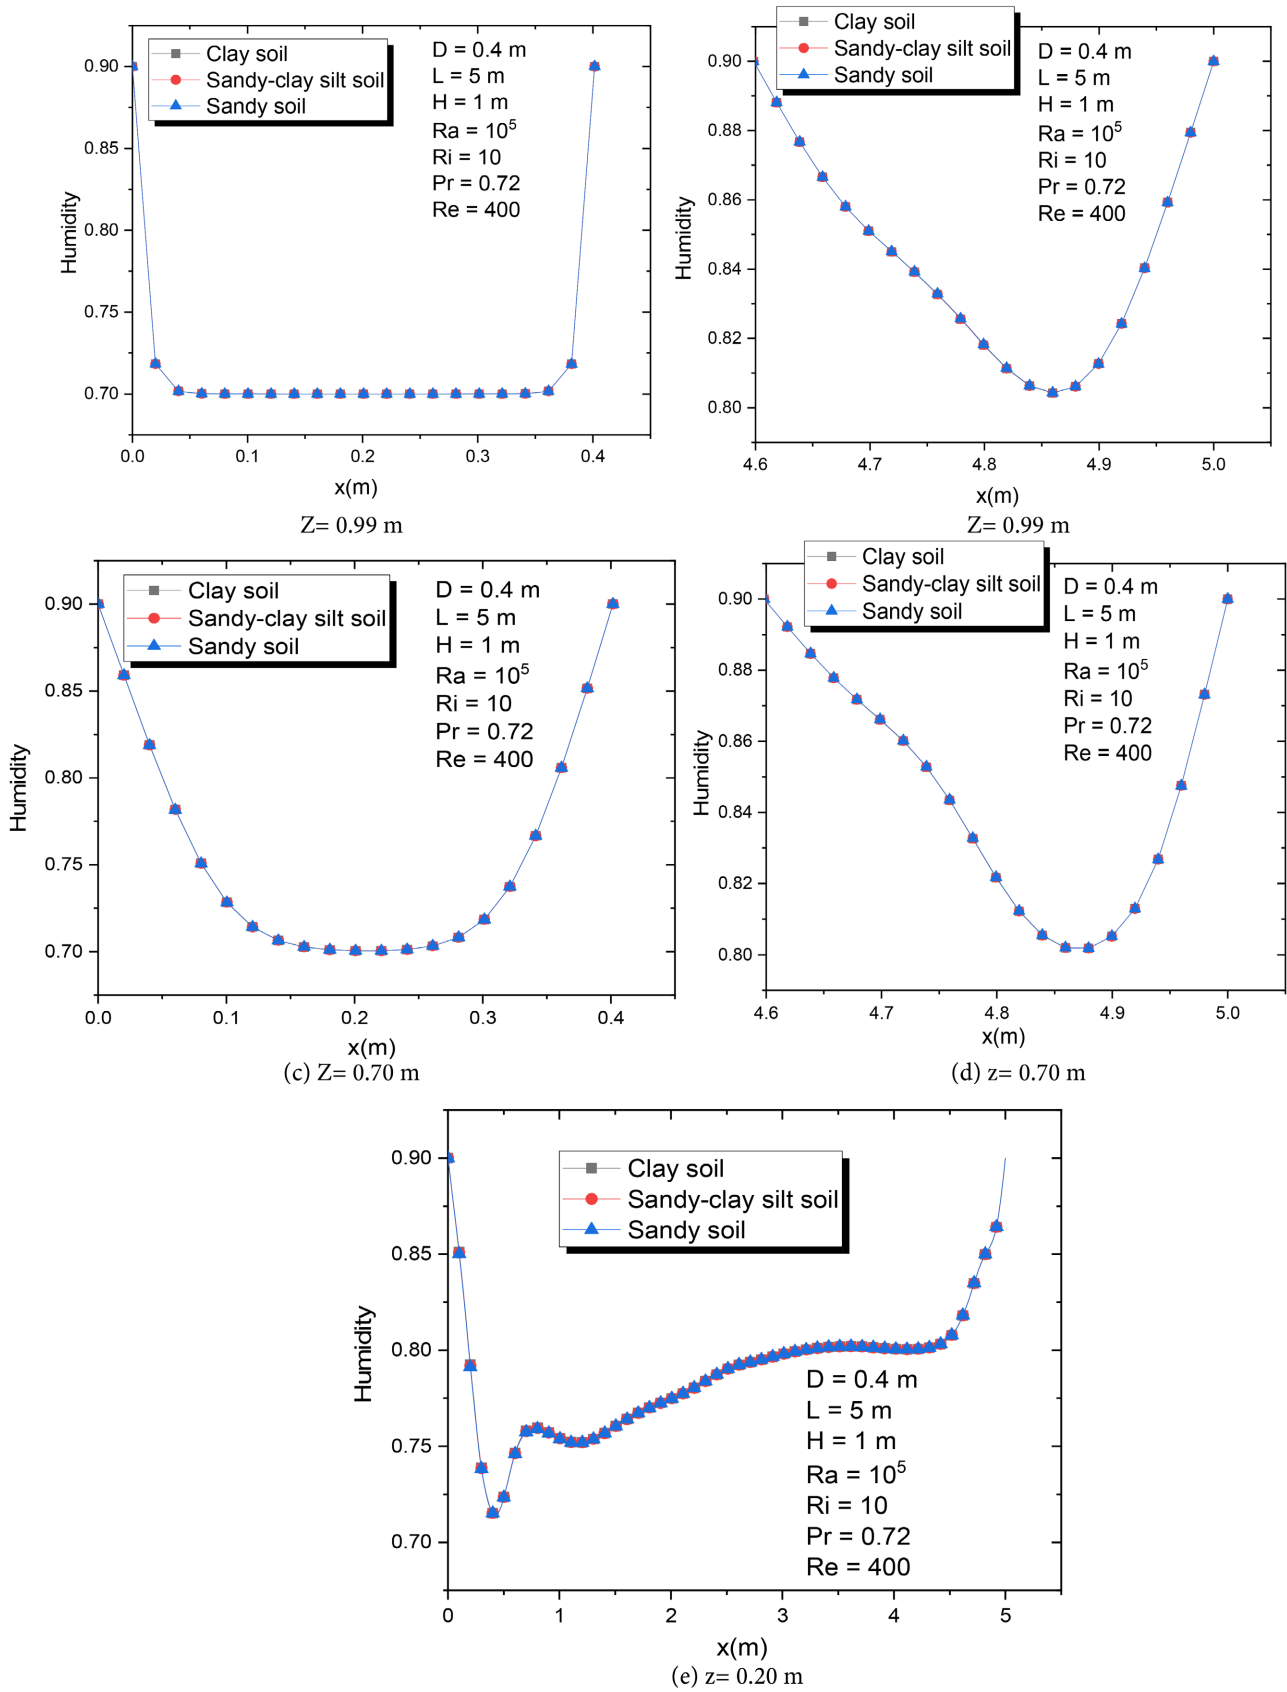 Clay soil
Sandy-clay silt soil
Sandy soil
D = 0.4 m
L = 5 m
H = 1 m
Ra = 10⁵
Ri = 10
Pr = 0.72
Re = 400
0.90
0.85
0.80
0.75
0.70
Humidity
0.0 0.1 0.2 0.3 0.4
x(m)
Z= 0.99 m
Clay soil
Sandy-clay silt soil
Sandy soil
D = 0.4 m
L = 5 m
H = 1 m
Ra = 10⁵
Ri = 10
Pr = 0.72
Re = 400
0.90
0.88
0.86
0.84
0.82
0.80
Humidity
4.6 4.7 4.8 4.9 5.0
x(m)
Z= 0.99 m
Clay soil
Sandy-clay silt soil
Sandy soil
D = 0.4 m
L = 5 m
H = 1 m
Ra = 10⁵
Ri = 10
Pr = 0.72
Re = 400
0.90
0.85
0.80
0.75
0.70
Humidity
0.0 0.1 0.2 0.3 0.4
x(m)
(c) Z= 0.70 m
Clay soil
Sandy-clay silt soil
Sandy soil
D = 0.4 m
L = 5 m
H = 1 m
Ra = 10⁵
Ri = 10
Pr = 0.72
Re = 400
0.90
0.88
0.86
0.84
0.82
0.80
Humidity
4.6 4.7 4.8 4.9 5.0
x(m)
(d) z= 0.70 m
Clay soil
Sandy-clay silt soil
Sandy soil
0.90
0.85
0.80
0.75
0.70
Humidity
D = 0.4 m
L = 5 m
H = 1 m
Ra = 10⁵
Ri = 10
Pr = 0.72
Re = 400
0 1 2 3 4 5
x(m)
(e) z= 0.20 m